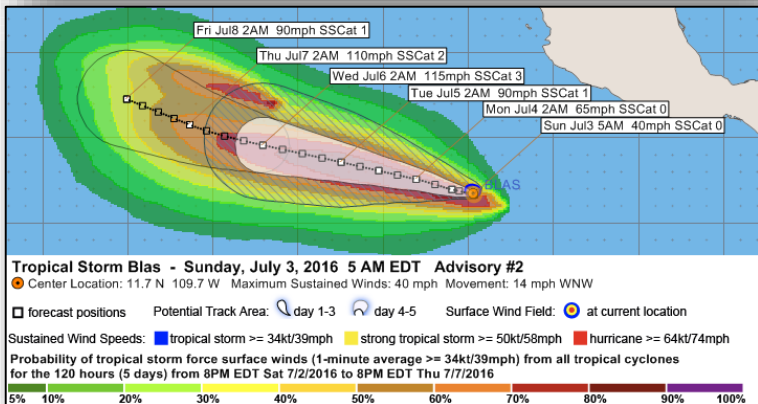 Fri Jul8 2AM 90mph SSCat 1
Thu Jul7 2AM 110mph SSCat 2
Wed Jul6 2AM 115mph SSCat 3
Tue Jul5 2AM 90mph SSCat 1
Mon Jul4 2AM 65mph SSCat 0
Sun Jul3 5AM 40mph SSCat 0
BLAS
Tropical Storm Blas - Sunday, July 3, 2016 5 AM EDT Advisory #2
Center Location: 11.7 N 109.7 W Maximum Sustained Winds: 40 mph Movement: 14 mph WNW
forecast positions Potential Track Area: day 1-3 day 4-5 Surface Wind Field: at current location
Sustained Wind Speeds: tropical storm >= 34kt/39mph) strong tropical storm >= 50kt/58mph) hurricane >= 64kt/74mph)
Probability of tropical storm force surface winds (1-minute average >= 34kt/39mph) from all tropical cyclones
for the 120 hours (5 days) from 8PM EDT Sat 7/2/2016 to 8PM EDT Thu 7/7/2016
5% 10% 20% 30% 40% 50% 60% 70% 80% 90% 100%